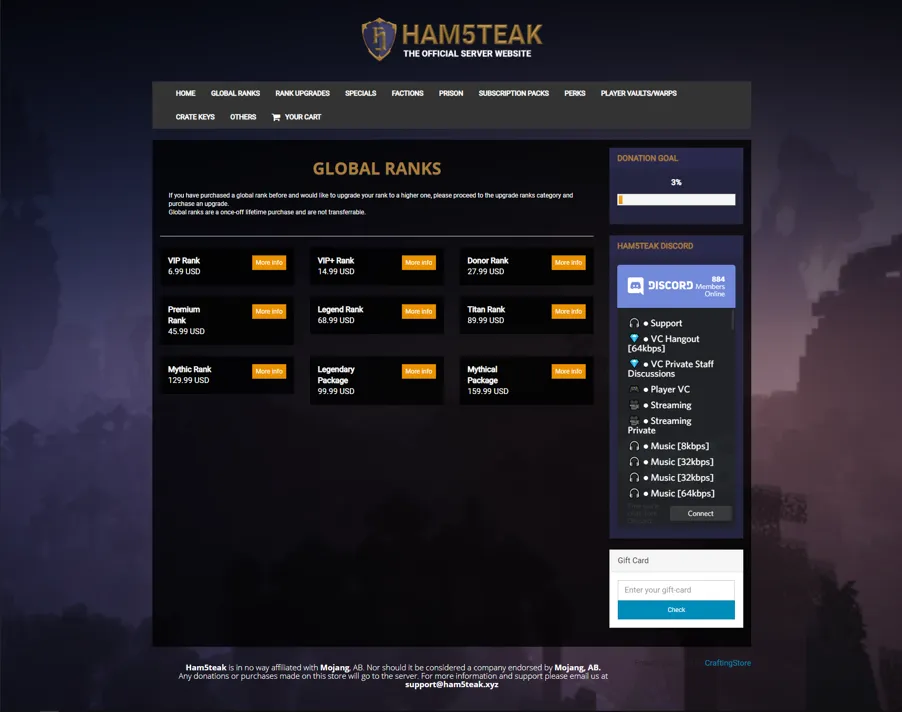 HAM5TEAK
THE OFFICIAL SERVER WEBSITE
HOME GLOBAL RANKS RANK UPGRADES SPECIALS FACTIONS PRISON SUBSCRIPTION PACKS PERKS PLAYER VAULTS/WARPS
CRATE KEYS OTHERS YOUR CART
GLOBAL RANKS
If you have purchased a global rank before and would like to upgrade your rank to a higher one, please proceed to the upgrade ranks category and
purchase an upgrade.
Global ranks are a once-off lifetime purchase and are not transferrable.
VIP Rank
6.99 USD
More info
VIP+ Rank
14.99 USD
More info
Donor Rank
27.99 USD
More info
Premium
Rank
45.99 USD
More info
Legend Rank
68.99 USD
More info
Titan Rank
89.99 USD
More info
Mythic Rank
129.99 USD
More info
Legendary
Package
99.99 USD
More info
Mythical
Package
159.99 USD
More info
DONATION GOAL
3%
HAM5TEAK DISCORD
DISCORD
884
Members
Online
● Support
● VC Hangout
[64kbps]
● VC Private Staff
Discussions
● Player VC
● Streaming
● Streaming
Private
● Music [8kbps]
● Music [32kbps]
● Music [32kbps]
● Music [64kbps]
Connect
Gift Card
Enter your gift-card
Check
Ham5teak is in no way affiliated with Mojang, AB. Nor should it be considered a company endorsed by Mojang, AB.
Any donations or purchases made on this store will go to the server. For more information and support please email us at
support@ham5teak.xyz
CraftingStore